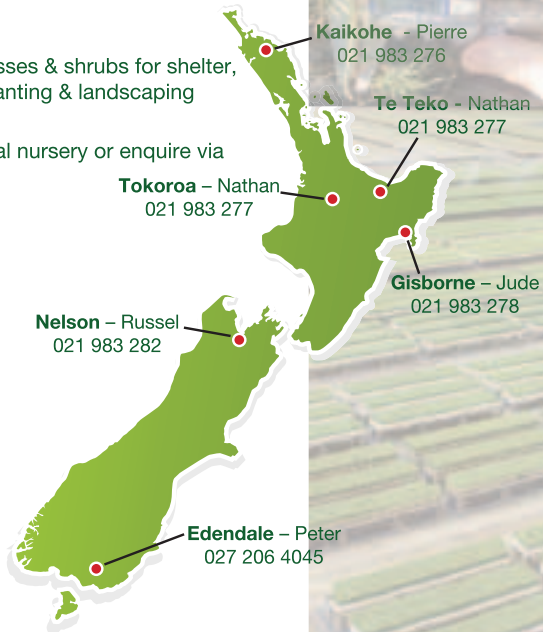 Kaikohe - Pierre
021 983 276
sses & shrubs for shelter,
anting & landscaping
Te Teko - Nathan
021 983 277
al nursery or enquire via
Tokoroa – Nathan
021 983 277
Gisborne – Jude
021 983 278
Nelson – Russel
021 983 282
Edendale – Peter
027 206 4045